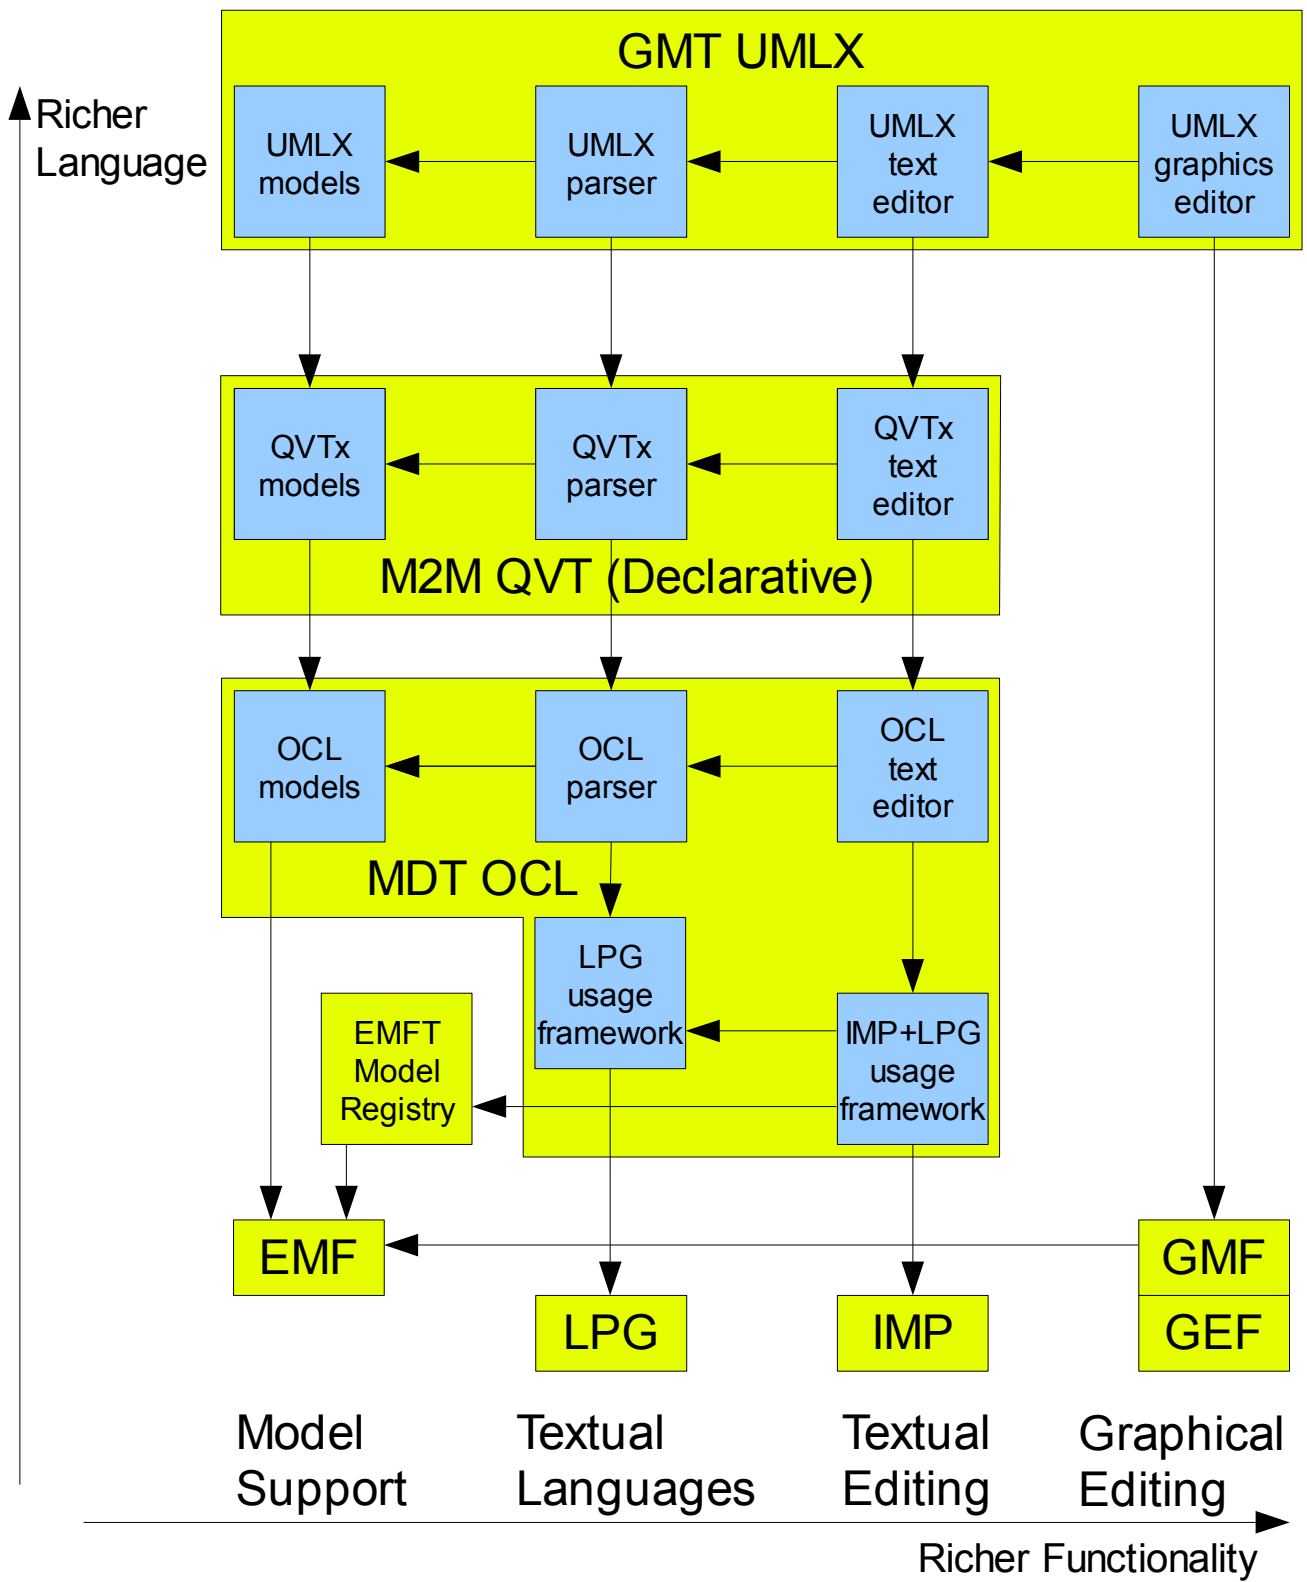 GMT UMLX
Richer
Language
UMLX
models
UMLX
parser
UMLX
text
editor
UMLX
graphics
editor
QVTx
models
QVTx
parser
QVTx
text
editor
M2M QVT (Declarative)
OCL
models
OCL
parser
OCL
text
editor
MDT OCL
LPG
usage
framework
EMFT
Model
Registry
IMP+LPG
usage
framework
EMF
GMF
LPG
IMP
GEF
Model
Support
Textual
Languages
Textual
Editing
Graphical
Editing
Richer Functionality